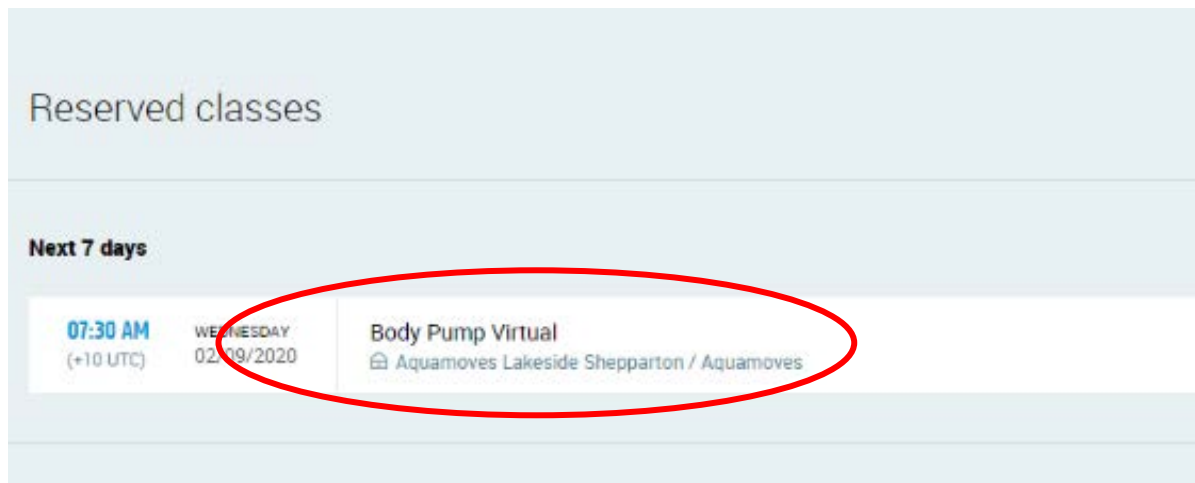 Reserved classes
Next 7 days
07:30 AM WEDNESDAY Body Pump Virtual
(+10 UTC) 02/09/2020 Aquamoves Lakeside Shepparton / Aquamoves